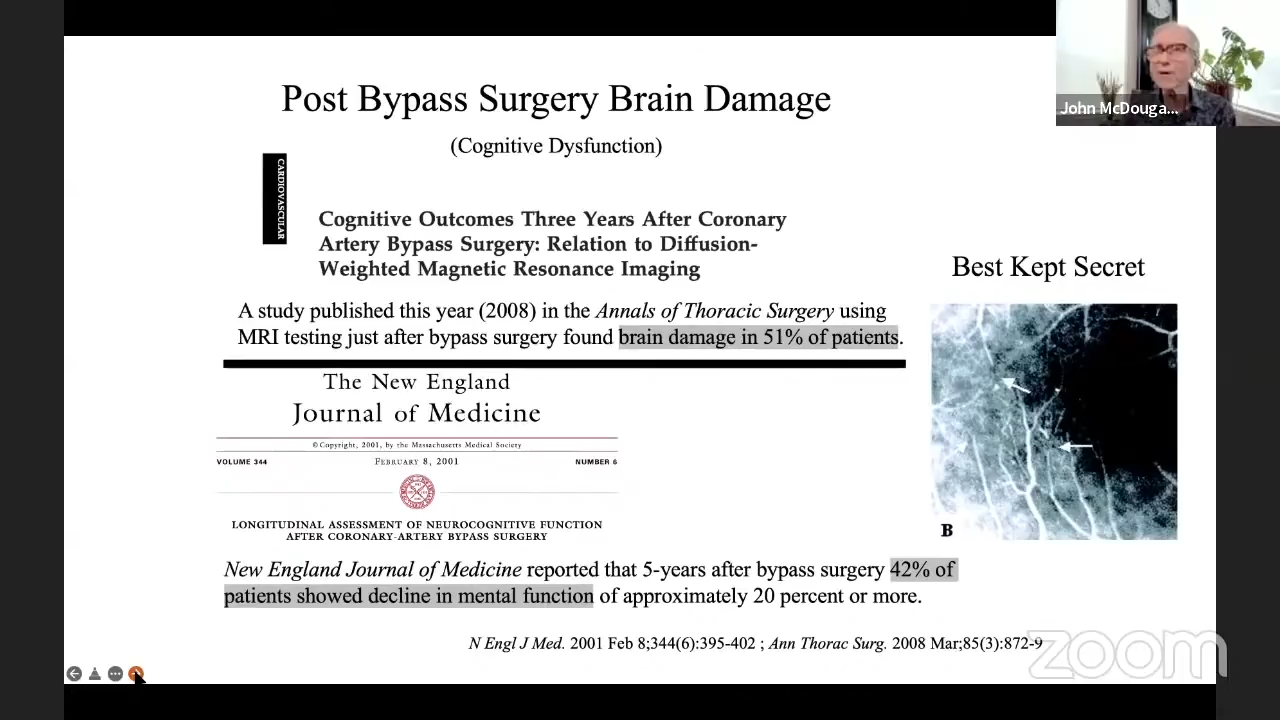 Post Bypass Surgery Brain Damage
(Cognitive Dysfunction)
CARDIOVASCULAR
Cognitive Outcomes Three Years After Coronary
Artery Bypass Surgery: Relation to Diffusion-
Weighted Magnetic Resonance Imaging
A study published this year (2008) in the Annals of Thoracic Surgery using
MRI testing just after bypass surgery found brain damage in 51% of patients.
The New England
Journal of Medicine
©Copyright, 2001, by the Massachusetts Medical Society
VOLUME 344 FEBRUARY 8, 2001 NUMBER 6
LONGITUDINAL ASSESSMENT OF NEUROCOGNITIVE FUNCTION
AFTER CORONARY-ARTERY BYPASS SURGERY
New England Journal of Medicine reported that 5-years after bypass surgery 42% of
patients showed decline in mental function of approximately 20 percent or more.
N Engl J Med. 2001 Feb 8;344(6):395-402 ; Ann Thorac Surg. 2008 Mar;85(3):872-9
Best Kept Secret
B
John McDouga...
zoom